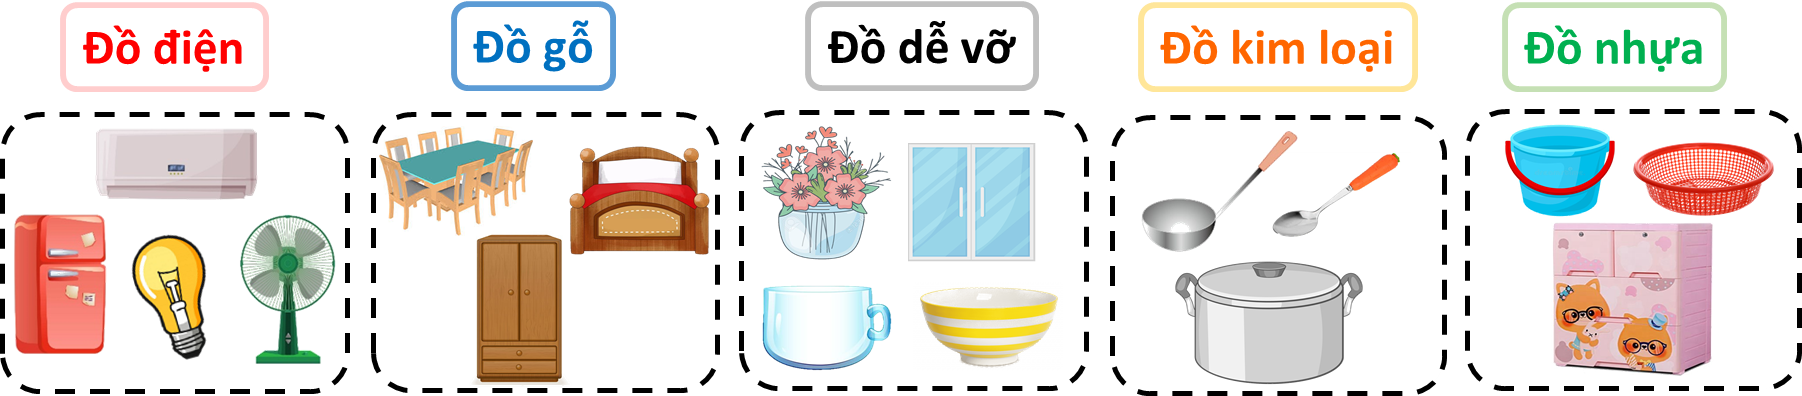 Đồ điện
Đồ gỗ
Đồ dễ vỡ
Đồ kim loại
Đồ nhựa